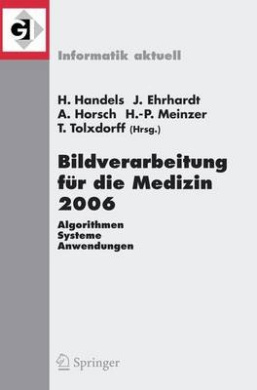 GI
Informatik aktuell
H. Handels J. Ehrhardt
A. Horsch H.-P. Meinzer
T. Tolxdorff (Hrsg.)
Bildverarbeitung
für die Medizin
2006
Algorithmen
Systeme
Anwendungen
Springer